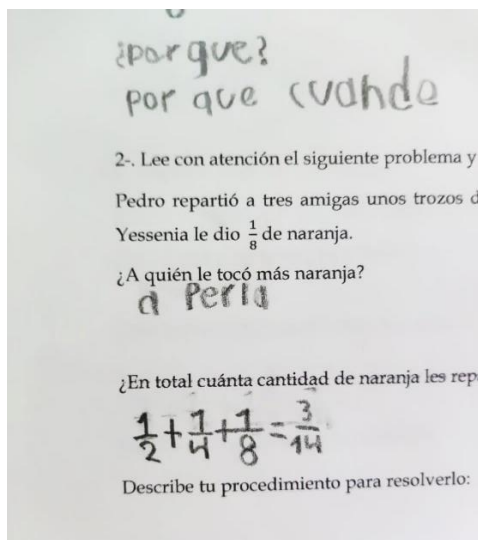 ¿por que?
por que cuando
2-. Lee con atención el siguiente problema y
Pedro repartió a tres amigas unos trozos d
Yessenia le dio 1/8 de naranja.
¿A quién le tocó más naranja?
a Perla
¿En total cuánta cantidad de naranja les rep
1/2+1/4+1/8=3/14
Describe tu procedimiento para resolverlo: